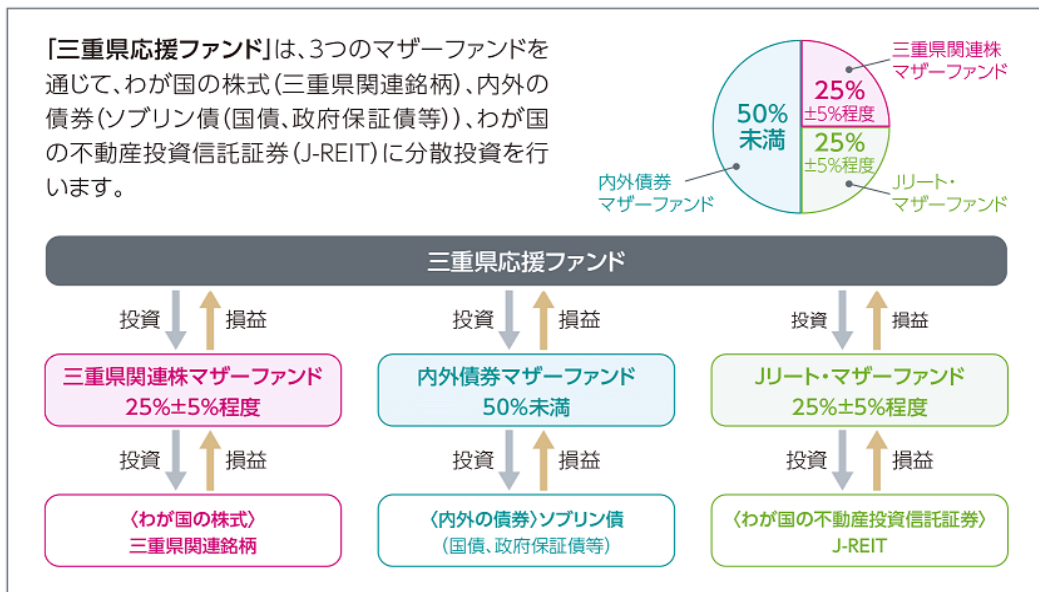 「三重県応援ファンド」は、3つのマザーファンドを
通じて、わが国の株式(三重県関連銘柄)、内外の
債券(ソブリン債(国債、政府保証債等))、わが国
の不動産投資信託証券(J-REIT)に分散投資を行
います。
三重県関連株
マザーファンド
25%
±5%程度
50%
未満
25%
±5%程度
内外債券
マザーファンド
Jリート・
マザーファンド
三重県応援ファンド
投資 損益 投資 損益 投資 損益
三重県関連株マザーファンド 内外債券マザーファンド Jリート・マザーファンド
25%±5%程度 50%未満 25%±5%程度
投資 損益 投資 損益 投資 損益
〈わが国の株式〉 〈内外の債券〉ソブリン債 〈わが国の不動産投資信託証券〉
三重県関連銘柄 (国債、政府保証債等) J-REIT